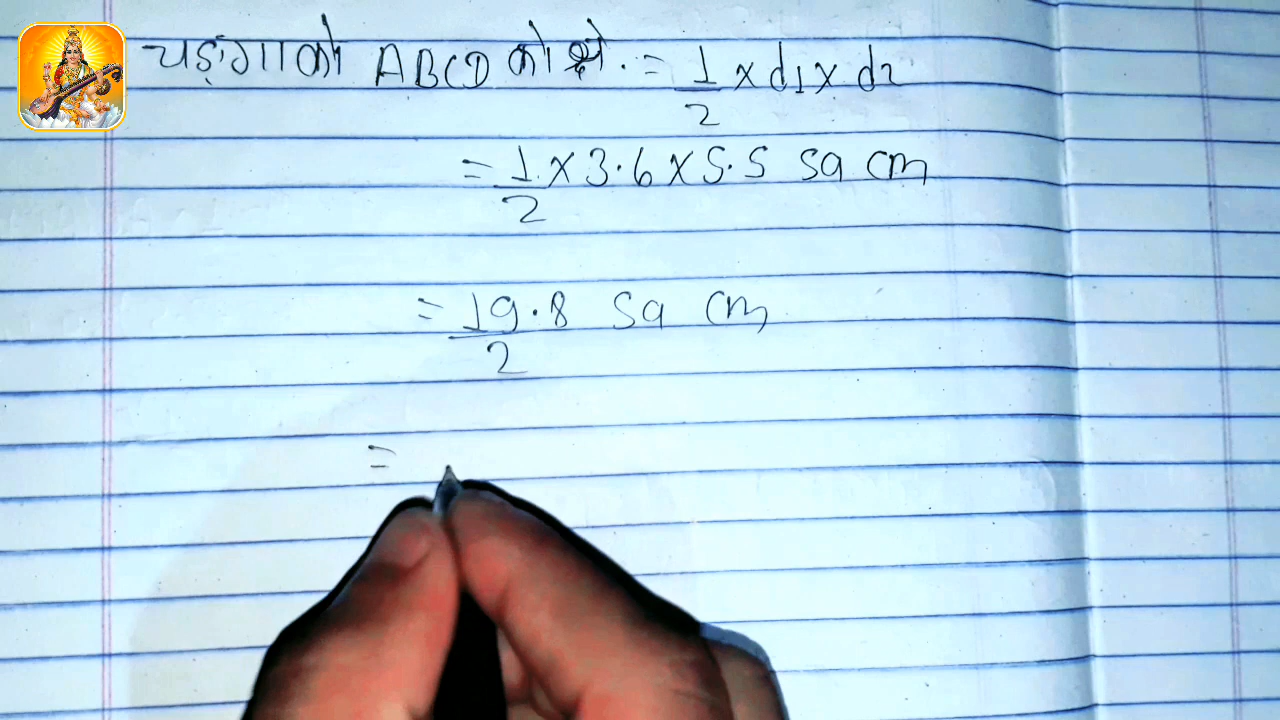 चङ्गाको ABCD को क्षे. = 1/2 x d1 x d2
= 1/2 x 3.6 x 5.5 sq cm
= 19.8/2 sq cm
=